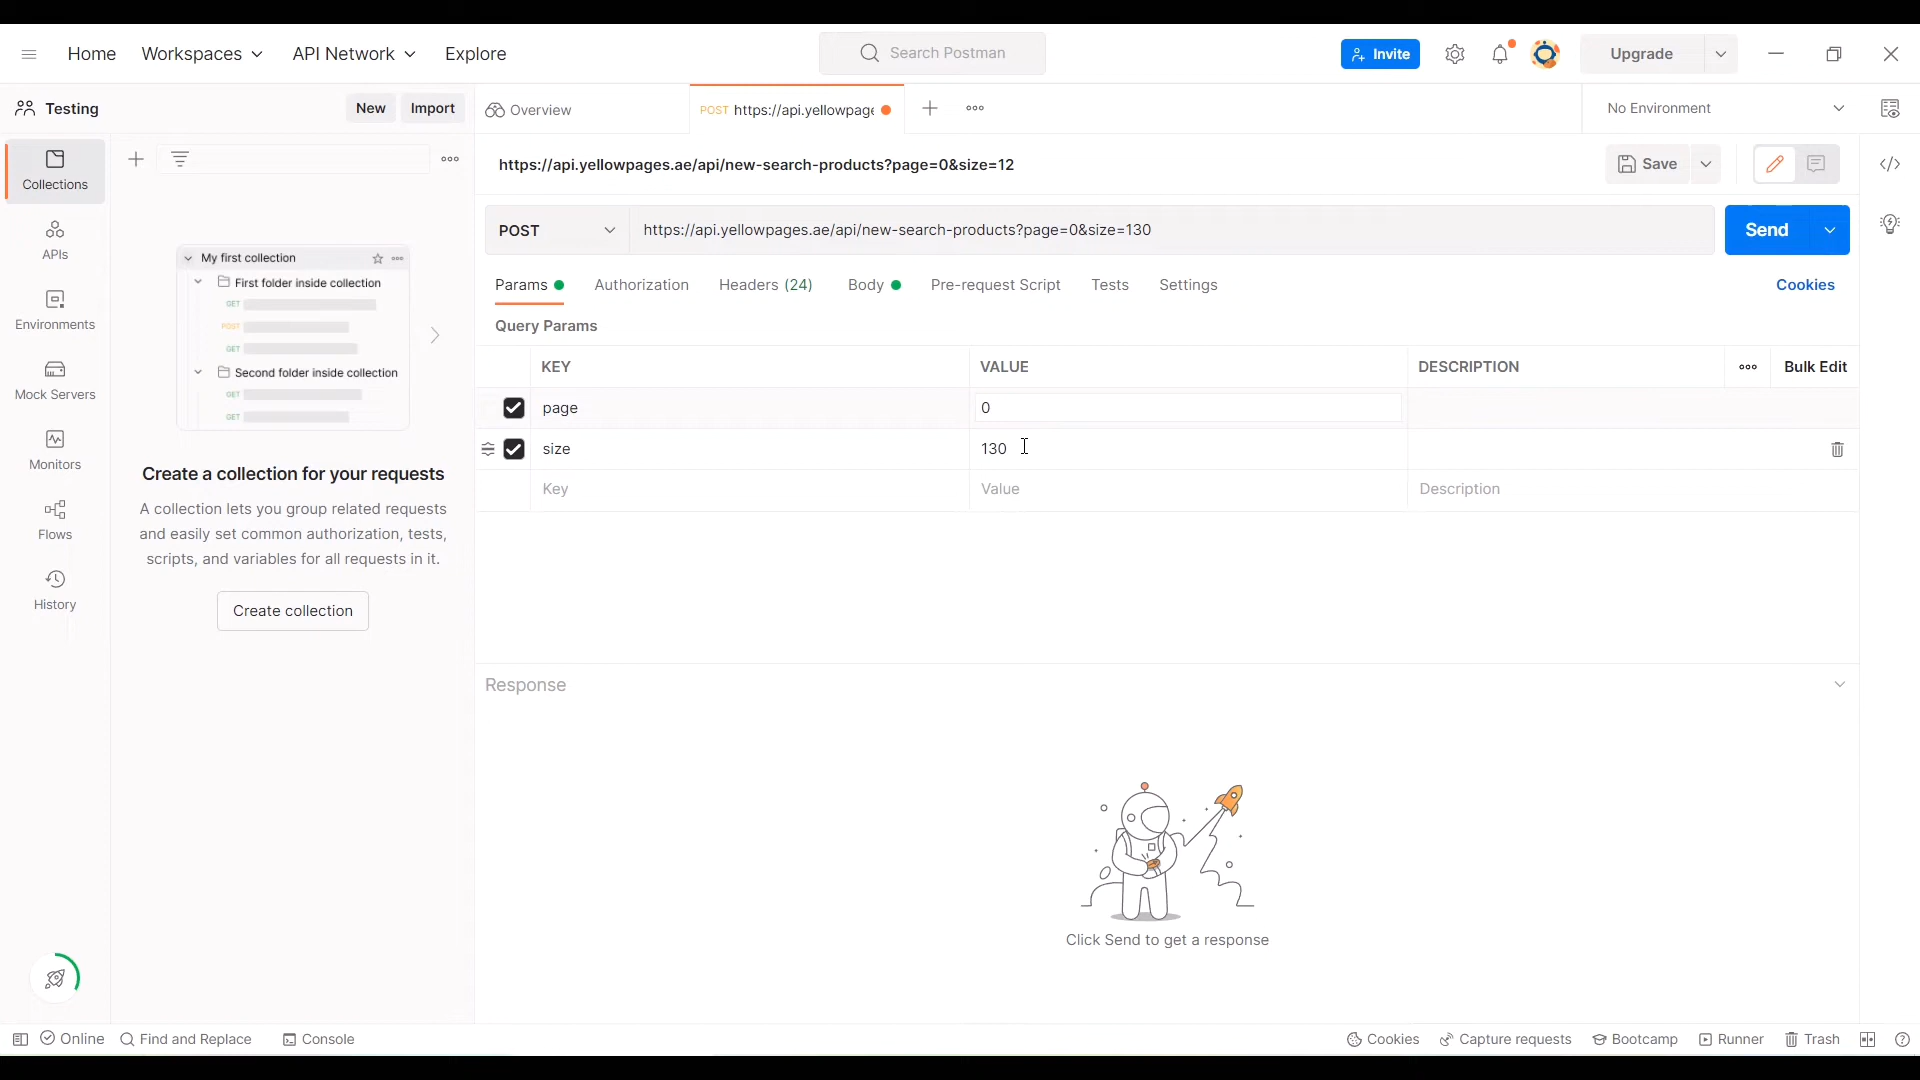 Home
Workspaces
API Network
Explore
Search Postman
Invite
Upgrade
Testing
New
Import
Overview
POST https://api.yellowpage
No Environment
Collections
APIs
Environments
Mock Servers
Monitors
Flows
History
My first collection
First folder inside collection
GET
POST
GET
Second folder inside collection
GET
GET
Create a collection for your requests
A collection lets you group related requests
and easily set common authorization, tests,
scripts, and variables for all requests in it.
Create collection
https://api.yellowpages.ae/api/new-search-products?page=0&size=12
Save
POST
https://api.yellowpages.ae/api/new-search-products?page=0&size=130
Send
Params
Authorization
Headers (24)
Body
Pre-request Script
Tests
Settings
Cookies
Query Params
KEY
VALUE
DESCRIPTION
Bulk Edit
page
0
size
130
Key
Value
Description
Response
Click Send to get a response
Online
Find and Replace
Console
Cookies
Capture requests
Bootcamp
Runner
Trash